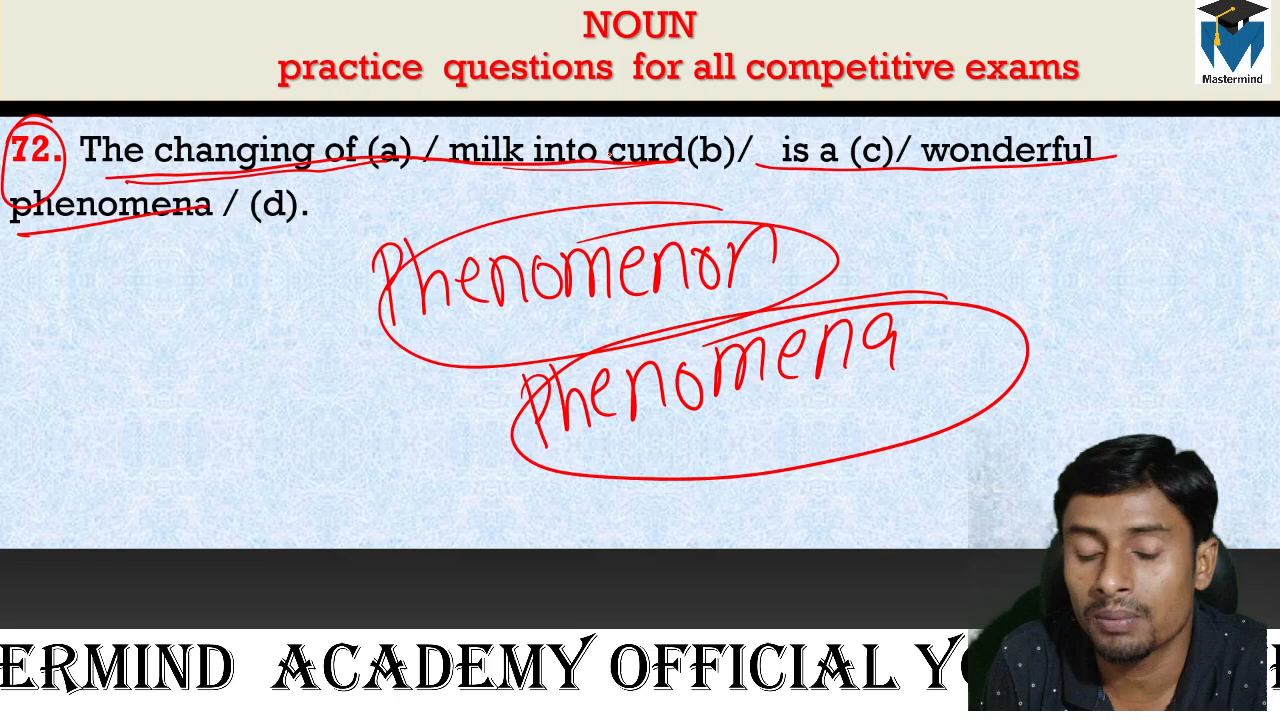 NOUN
practice questions for all competitive exams
Mastermind
72. The changing of (a) / milk into curd(b)/ is a (c)/ wonderful
phenomena / (d).
Phenomenon
Phenomena
ERMIND ACADEMY OFFICIAL YO